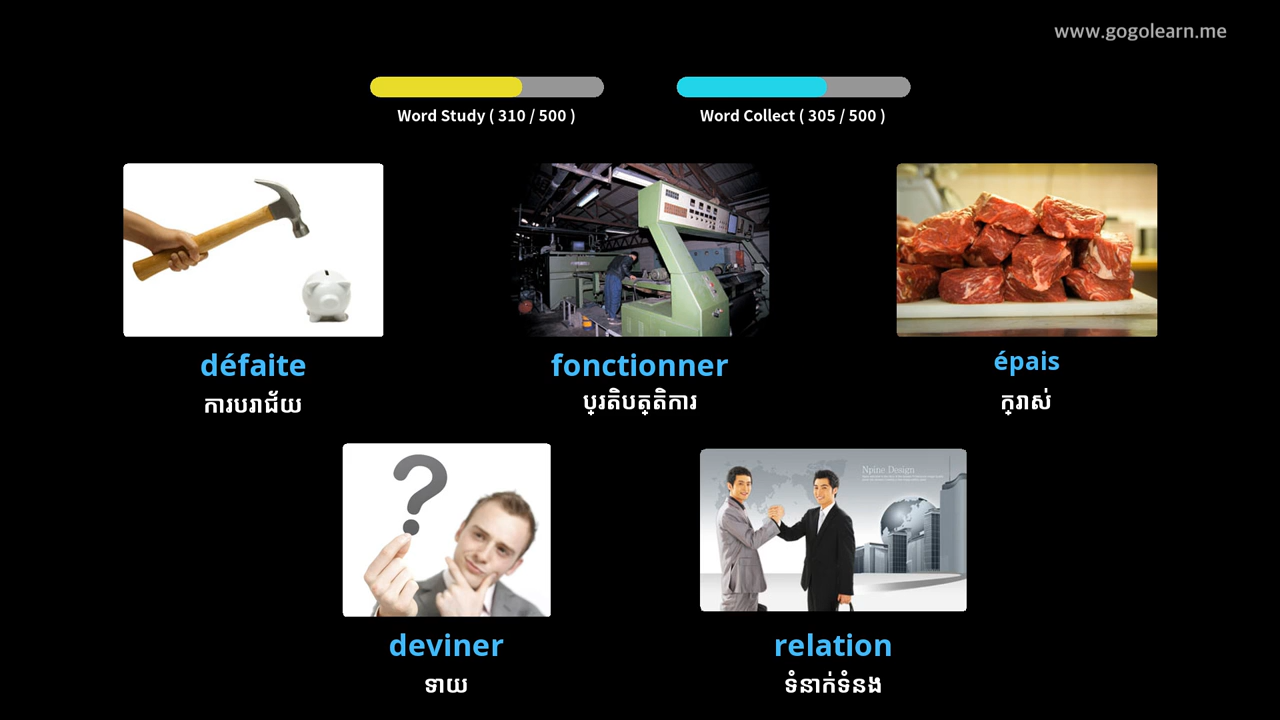 www.gogolearn.me
Word Study ( 310 / 500 )
Word Collect ( 305 / 500 )
défaite
ការបរាជ័យ
fonctionner
ប្រតិបត្តិការ
épais
ក្រាស់
Npine Design
deviner
ទាយ
relation
ទំនាក់ទំនង